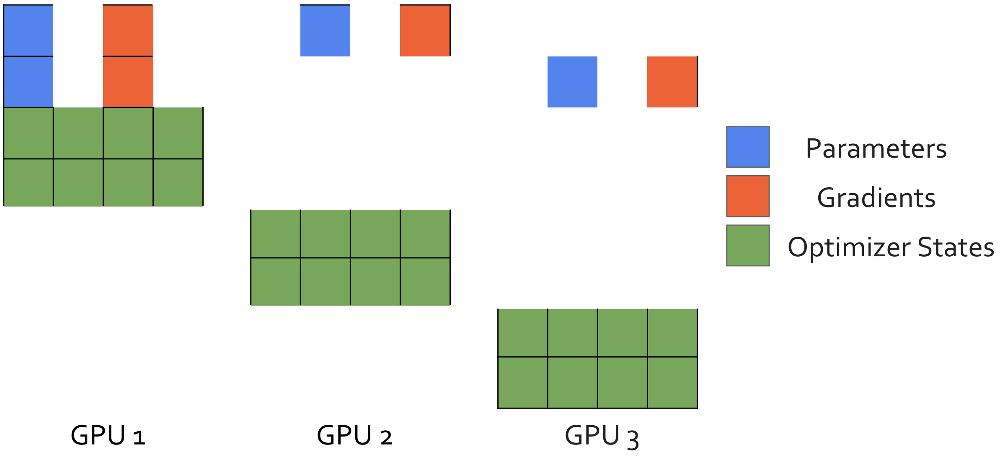 Parameters
Gradients
Optimizer States
GPU 1
GPU 2
GPU 3